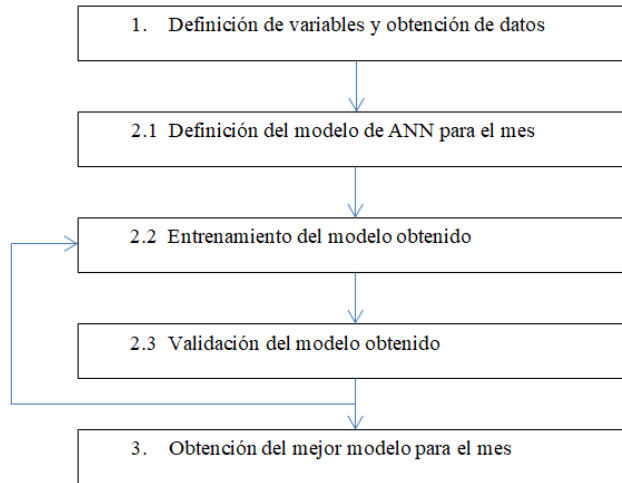 1. Definición de variables y obtención de datos
2.1 Definición del modelo de ANN para el mes
2.2 Entrenamiento del modelo obtenido
2.3 Validación del modelo obtenido
3. Obtención del mejor modelo para el mes